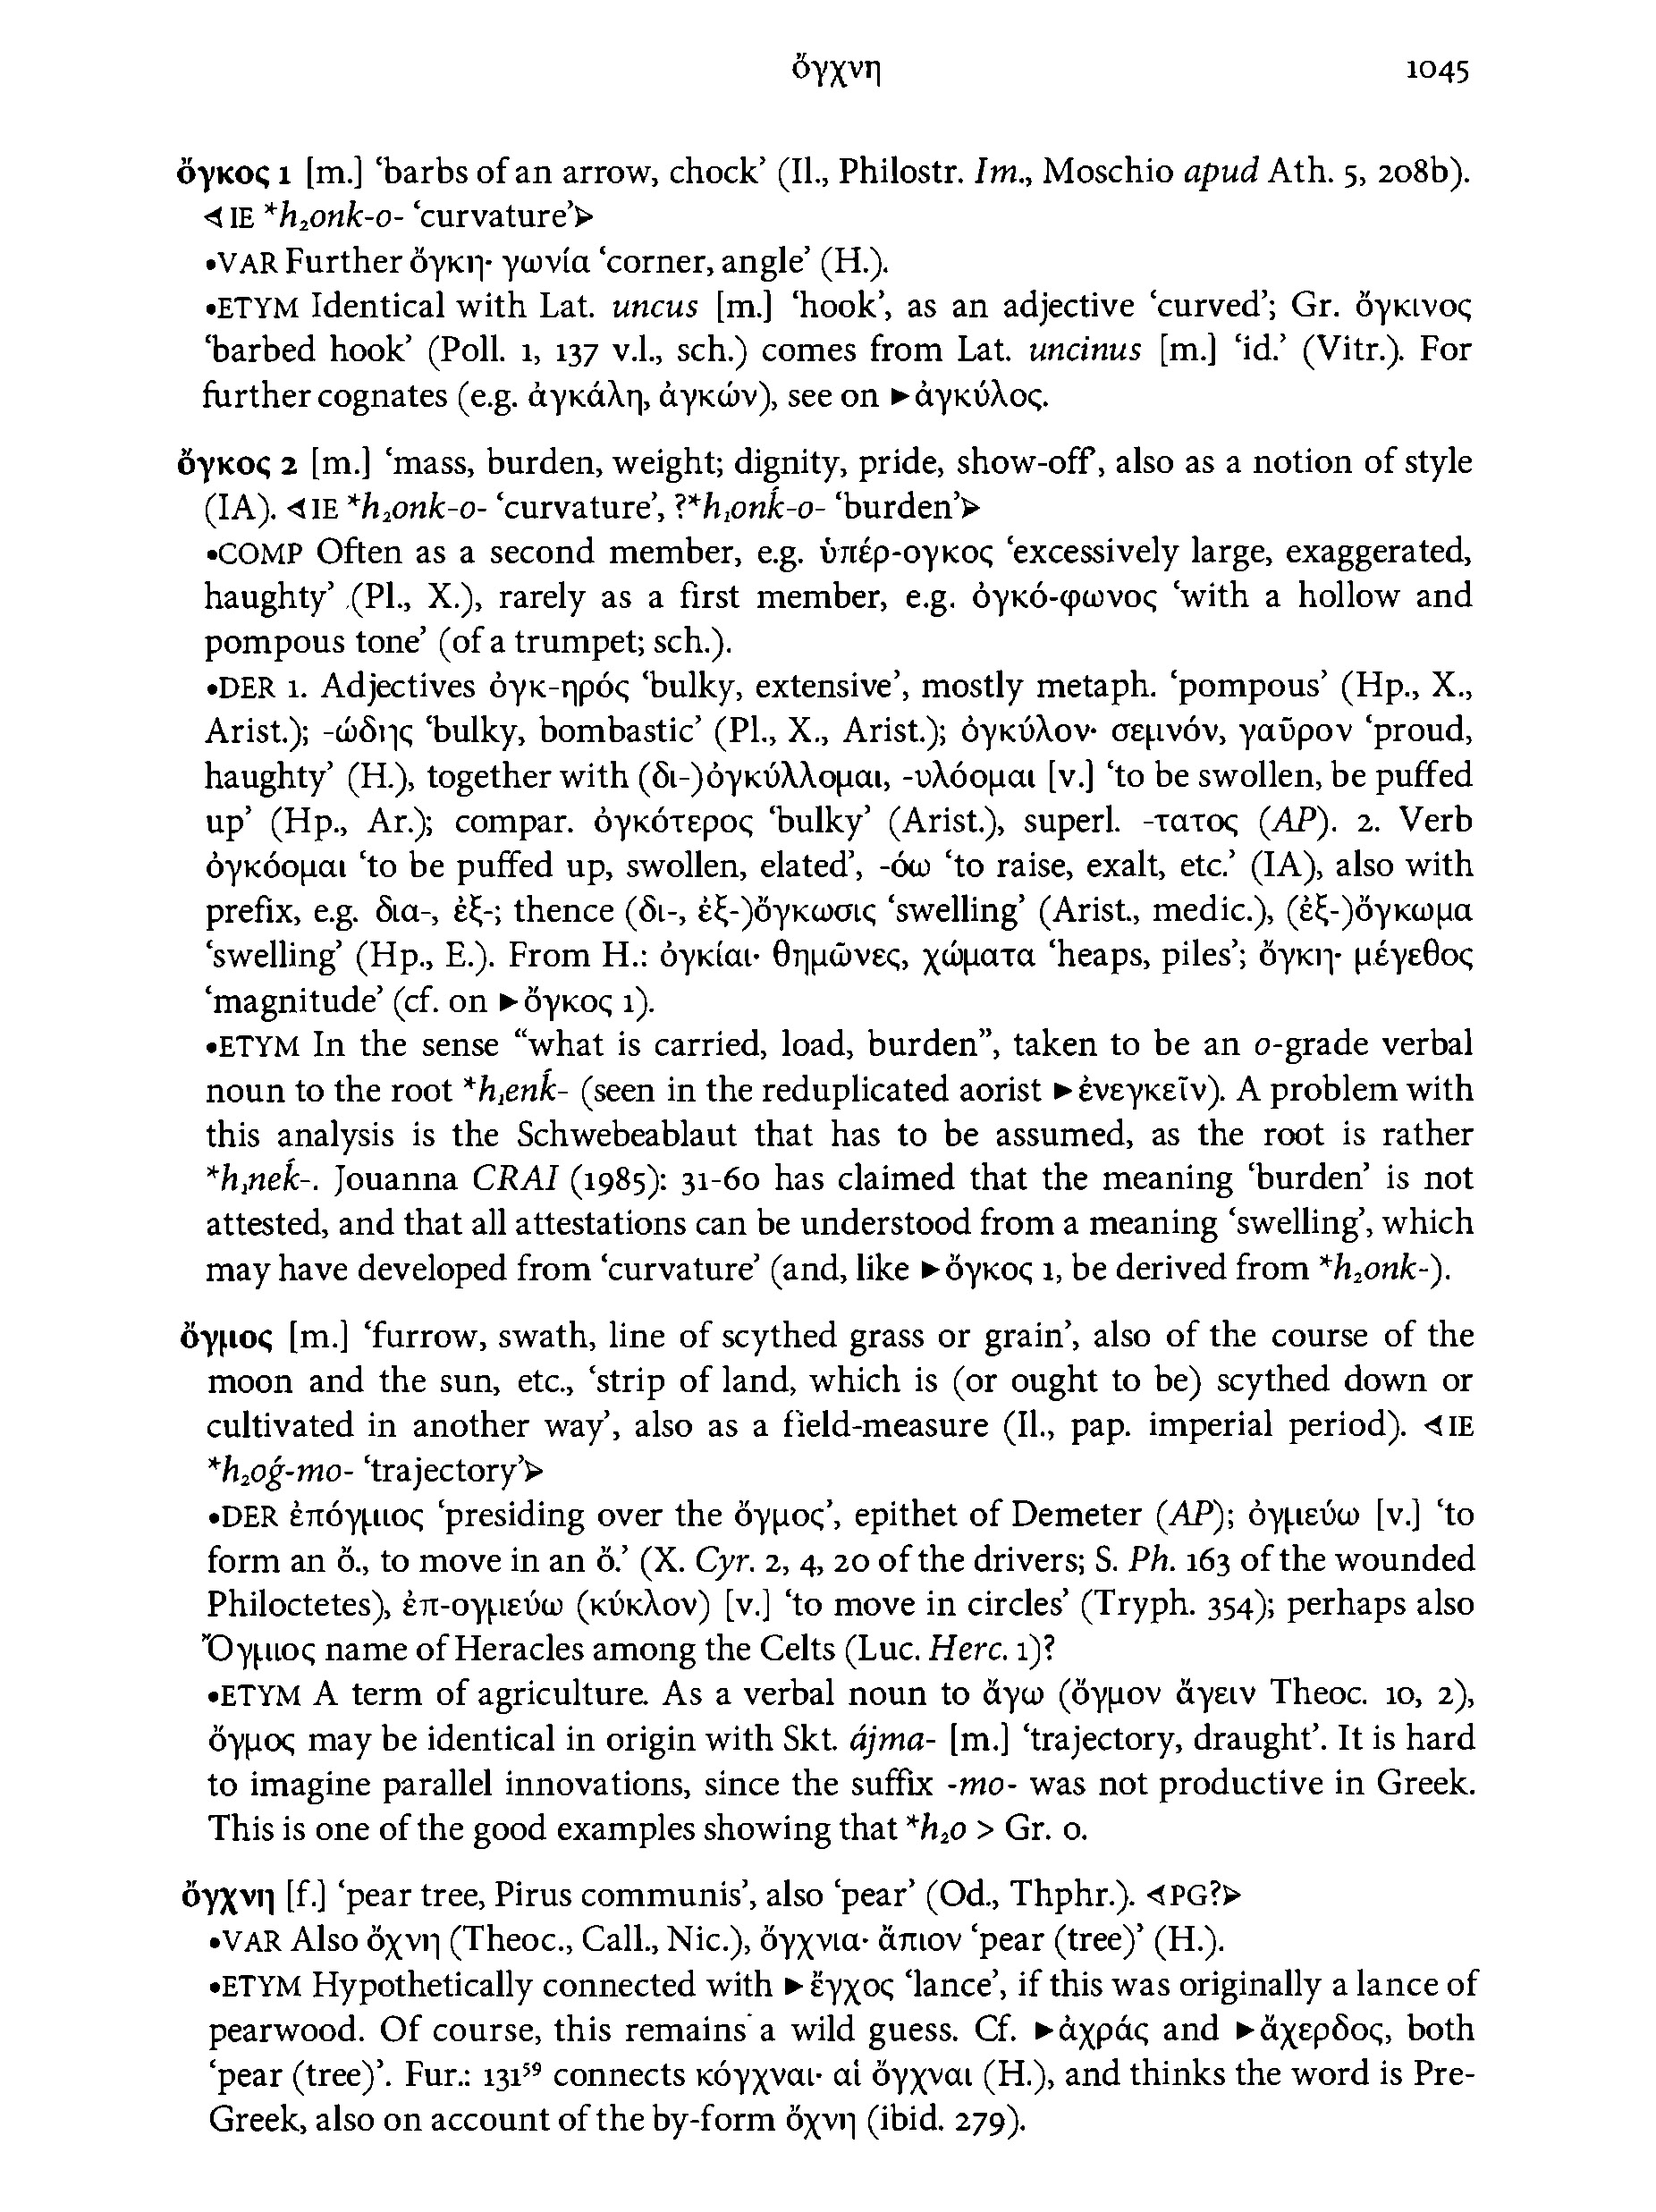 ὄγχνη 1045
ὄγκος 1 [m.] ‘barbs of an arrow, chock’ (Il., Philostr. Im., Moschio apud Ath. 5, 208b).
⋖IE *h₂onk-o- ‘curvature’⋗
•VAR Further ὄγκη· γωνία ‘corner, angle’ (H.).
•ETYM Identical with Lat. uncus [m.] ‘hook’, as an adjective ‘curved’; Gr. ὄγκινος
‘barbed hook’ (Poll. 1, 137 v.l., sch.) comes from Lat. uncinus [m.] ‘id.’ (Vitr.). For
further cognates (e.g. ἀγκάλη, ἀγκών), see on ►ἀγκύλος.
ὄγκος 2 [m.] ‘mass, burden, weight; dignity, pride, show-off’, also as a notion of style
(IA). ⋖IE *h₂onk-o- ‘curvature’, ?*h₁onḱ-o- ‘burden’⋗
•COMP Often as a second member, e.g. ὑπέρ-ογκος ‘excessively large, exaggerated,
haughty’ (Pl., X.), rarely as a first member, e.g. ὀγκό-φωνος ‘with a hollow and
pompous tone’ (of a trumpet; sch.).
•DER 1. Adjectives ὀγκ-ηρός ‘bulky, extensive’, mostly metaph. ‘pompous’ (Hp., X.,
Arist.); -ώδης ‘bulky, bombastic’ (Pl., X., Arist.); ὀγκύλον· σεμνόν, γαῦρον ‘proud,
haughty’ (H.), together with (δι-)ὀγκύλλομαι, -υλόομαι [v.] ‘to be swollen, be puffed
up’ (Hp., Ar.); compar. ὀγκότερος ‘bulky’ (Arist.), superl. -τατος (AP). 2. Verb
ὀγκόομαι ‘to be puffed up, swollen, elated’, -όω ‘to raise, exalt, etc.’ (IA), also with
prefix, e.g. δια-, ἐξ-; thence (δι-, ἐξ-)ὄγκωσις ‘swelling’ (Arist., medic.), (ἐξ-)ὄγκωμα
‘swelling’ (Hp., E.). From H.: ὀγκίαι· θημῶνες, χώματα ‘heaps, piles’; ὄγκη· μέγεθος
‘magnitude’ (cf. on ►ὄγκος 1).
•ETYM In the sense “what is carried, load, burden”, taken to be an o-grade verbal
noun to the root *h₁enḱ- (seen in the reduplicated aorist ►ἐνεγκεῖν). A problem with
this analysis is the Schwebeablaut that has to be assumed, as the root is rather
*h₁neḱ-. Jouanna CRAI (1985): 31-60 has claimed that the meaning ‘burden’ is not
attested, and that all attestations can be understood from a meaning ‘swelling’, which
may have developed from ‘curvature’ (and, like ►ὄγκος 1, be derived from *h₂onk-).
ὄγμος [m.] ‘furrow, swath, line of scythed grass or grain’, also of the course of the
moon and the sun, etc., ‘strip of land, which is (or ought to be) scythed down or
cultivated in another way’, also as a field-measure (Il., pap. imperial period). ⋖IE
*h₂oǵ-mo- ‘trajectory’⋗
•DER ἐπόγμιος ‘presiding over the ὄγμος’, epithet of Demeter (AP); ὀγμεύω [v.] ‘to
form an ὄ., to move in an ὄ.’ (X. Cyr. 2, 4, 20 of the drivers; S. Ph. 163 of the wounded
Philoctetes), ἐπ-ογμεύω (κύκλον) [v.] ‘to move in circles’ (Tryph. 354); perhaps also
Ὄγμιος name of Heracles among the Celts (Luc. Herc. 1)?
•ETYM A term of agriculture. As a verbal noun to ἄγω (ὄγμον ἄγειν Theoc. 10, 2),
ὄγμος may be identical in origin with Skt. ájma- [m.] ‘trajectory, draught’. It is hard
to imagine parallel innovations, since the suffix -mo- was not productive in Greek.
This is one of the good examples showing that *h₂o > Gr. ο.
ὄγχνη [f.] ‘pear tree, Pirus communis’, also ‘pear’ (Od., Thphr.). ⋖PG?⋗
•VAR Also ὄχνη (Theoc., Call., Nic.), ὄγχνια· ἄπιον ‘pear (tree)’ (H.).
•ETYM Hypothetically connected with ►ἔγχος ‘lance’, if this was originally a lance of
pearwood. Of course, this remains a wild guess. Cf. ►ἀχράς and ►ἄχερδος, both
‘pear (tree)’. Fur.: 131⁵⁹ connects κόγχναι· αἱ ὄγχναι (H.), and thinks the word is Pre-
Greek, also on account of the by-form ὄχνη (ibid. 279).